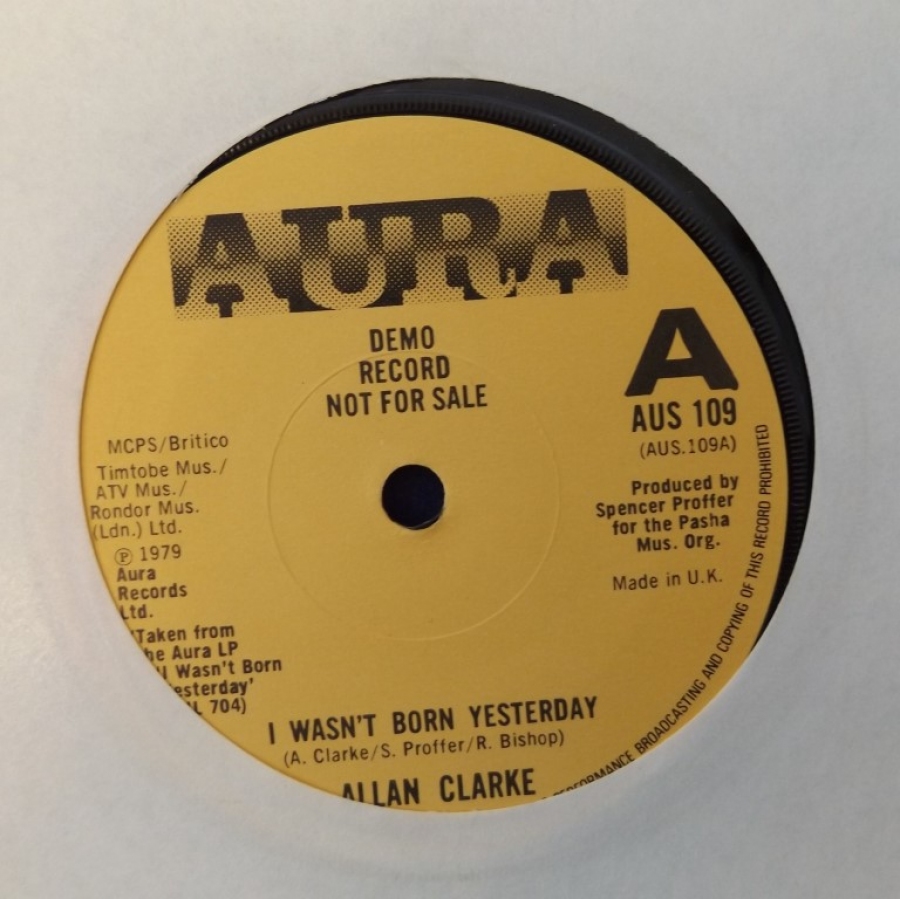 AURA
DEMO
RECORD
NOT FOR SALE
A
AUS 109
(AUS.109A)
Produced by
Spencer Proffer
for the Pasha
Mus. Org.
Made in U.K.
MCPS/Britico
Timtobe Mus./
ATV Mus./
Rondor Mus.
(Ldn.) Ltd.
℗ 1979
Aura
Records
Ltd.
Taken from
he Aura LP
I Wasn't Born
esterday'
L 704)
I WASN'T BORN YESTERDAY
(A. Clarke/S. Proffer/R. Bishop)
ALLAN CLARKE
PERFORMANCE BROADCASTING AND COPYING OF THIS RECORD PROHIBITED